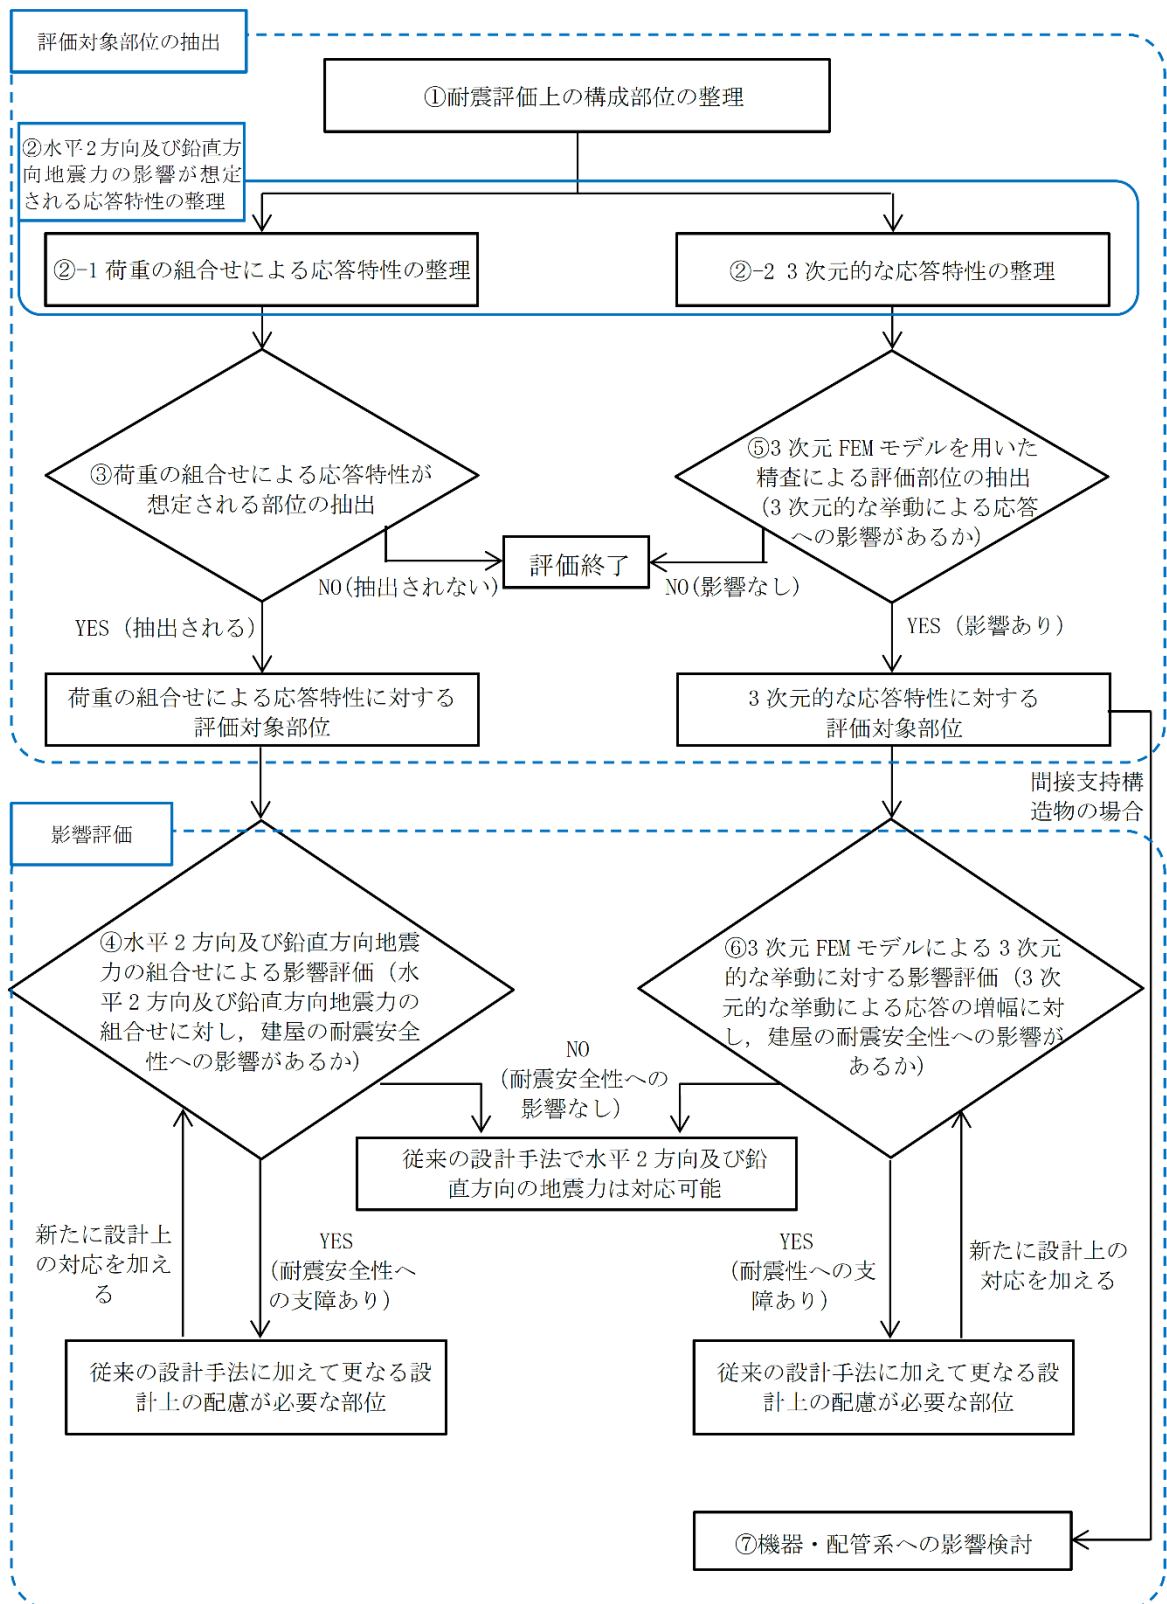 評価対象部位の抽出
①耐震評価上の構成部位の整理
②水平2方向及び鉛直方
向地震力の影響が想定
される応答特性の整理
②-1 荷重の組合せによる応答特性の整理
②-2 3次元的な応答特性の整理
③荷重の組合せによる応答特性が
想定される部位の抽出
⑤3次元FEMモデルを用いた
精査による評価部位の抽出
(3次元的な挙動による応答
への影響があるか)
評価終了
NO(抽出されない)
NO(影響なし)
YES (抽出される)
YES (影響あり)
荷重の組合せによる応答特性に対する
評価対象部位
3次元的な応答特性に対する
評価対象部位
間接支持構
造物の場合
影響評価
④水平2方向及び鉛直方向地震
力の組合せによる影響評価(水
平2方向及び鉛直方向地震力の
組合せに対し,建屋の耐震安全
性への影響があるか)
⑥3次元FEMモデルによる3次元
的な挙動に対する影響評価(3次
元的な挙動による応答の増幅に対
し,建屋の耐震安全性への影響が
あるか)
NO
(耐震安全性への
影響なし)
従来の設計手法で水平2方向及び鉛
直方向の地震力は対応可能
新たに設計上
の対応を加え
る
YES
(耐震安全性へ
の支障あり)
YES
(耐震性への支
障あり)
新たに設計上の
対応を加える
従来の設計手法に加えて更なる設
計上の配慮が必要な部位
従来の設計手法に加えて更なる設
計上の配慮が必要な部位
⑦機器・配管系への影響検討